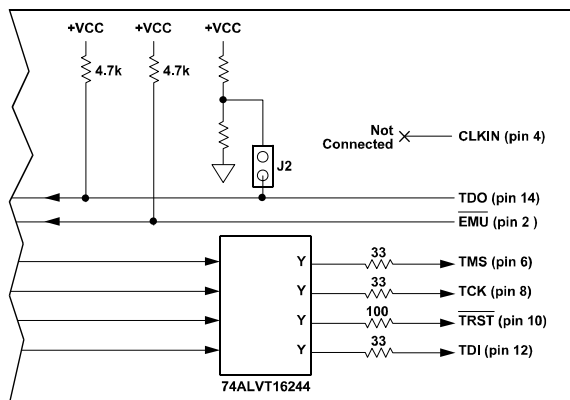 +VCC +VCC +VCC
4.7k 4.7k
Not
Connected
CLKIN (pin 4)
J2
TDO (pin 14)
EMU (pin 2 )
Y 33 TMS (pin 6)
Y 33 TCK (pin 8)
Y 100 TRST (pin 10)
Y 33 TDI (pin 12)
74ALVT16244